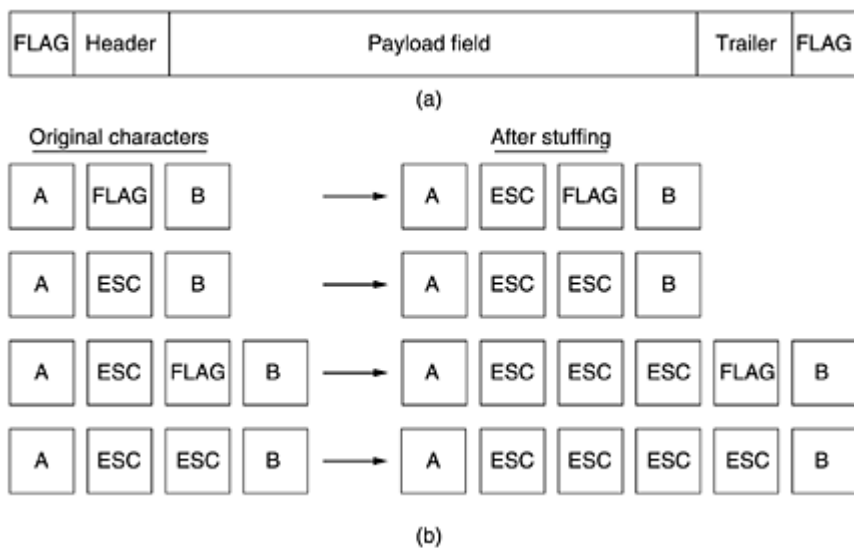 FLAG Header Payload field Trailer FLAG
(a)
Original characters After stuffing
A FLAG B A ESC FLAG B
A ESC B A ESC ESC B
A ESC FLAG B A ESC ESC ESC FLAG B
A ESC ESC B A ESC ESC ESC ESC B
(b)